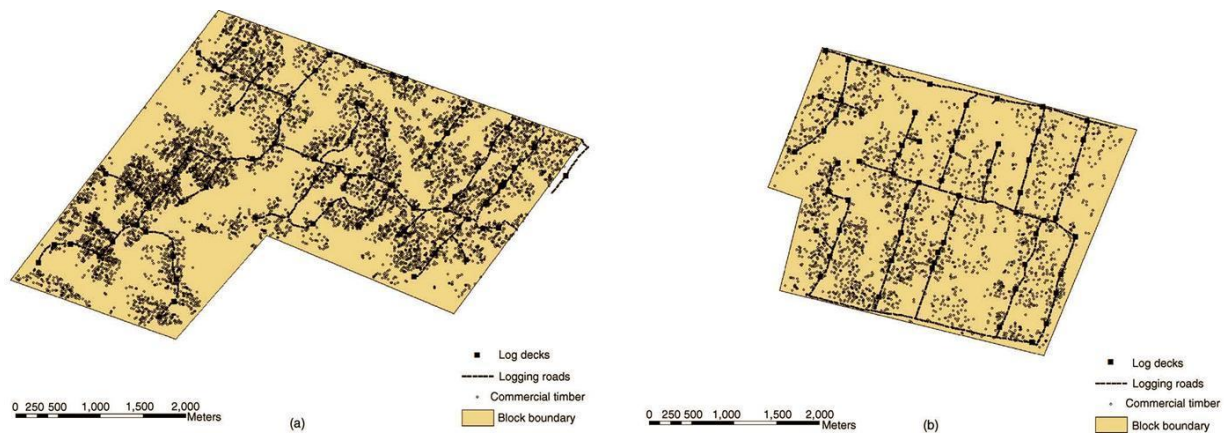 Log decks
Logging roads
Commercial timber
Block boundary
0 250 500 1,000 1,500 2,000
Meters
(a)
Log decks
Logging roads
Commercial timber
Block boundary
0 250 500 1,000 1,500 2,000
Meters
(b)